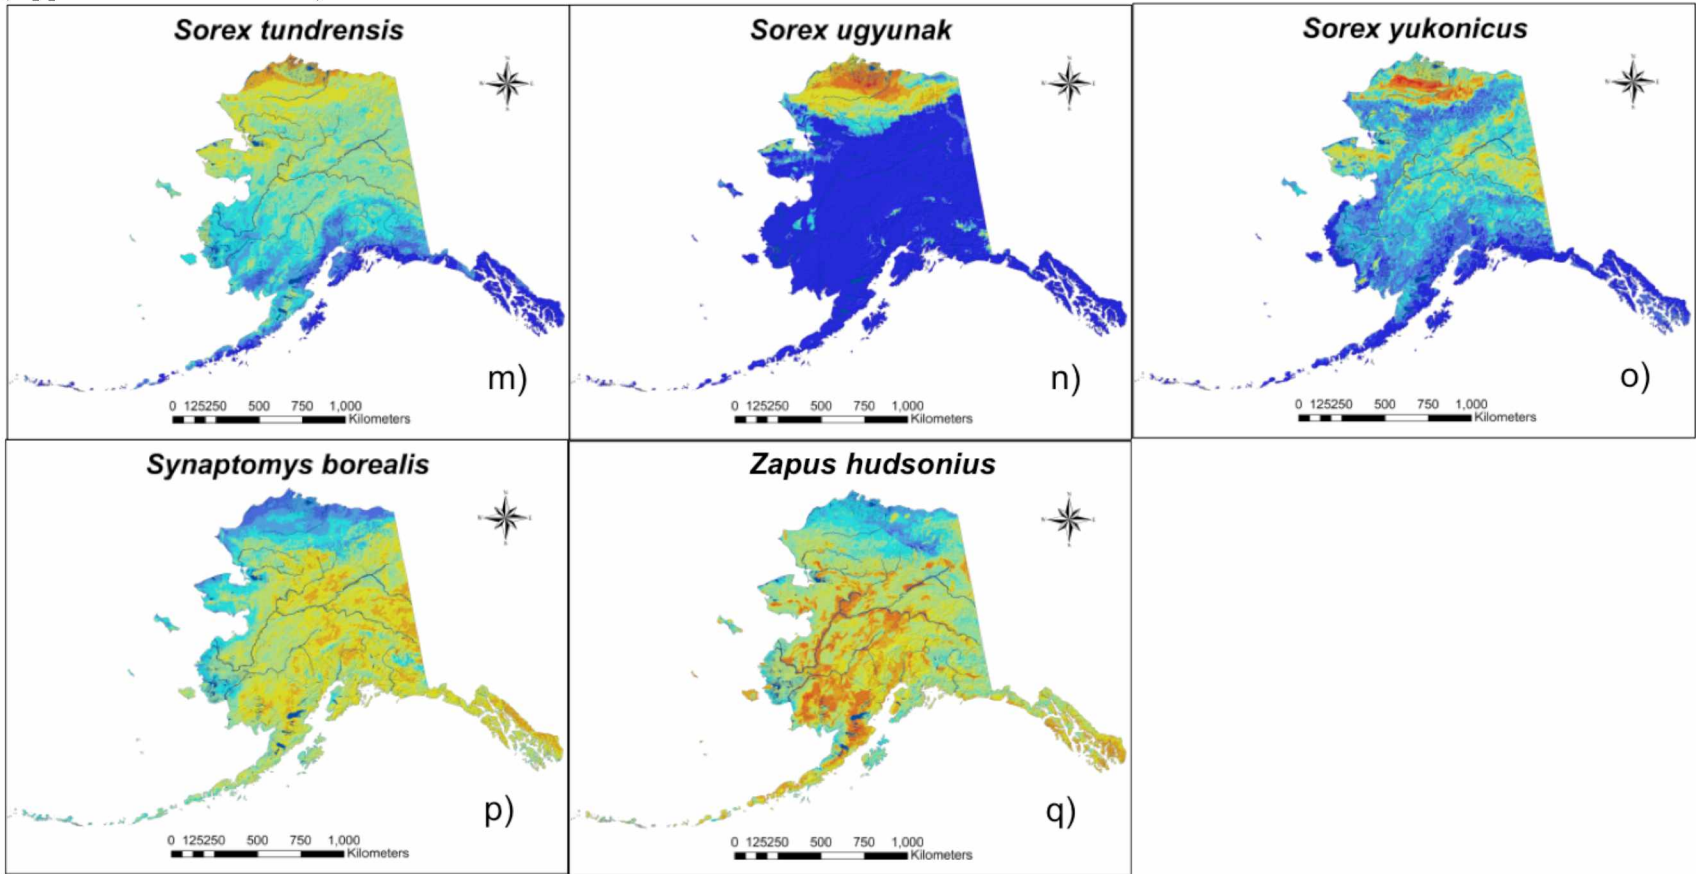 Sorex tundrensis
m)
0 125250 500 750 1,000
Kilometers
Sorex ugyunak
n)
0 125250 500 750 1,000
Kilometers
Sorex yukonicus
o)
0 125250 500 750 1,000
Kilometers
Synaptomys borealis
p)
0 125250 500 750 1,000
Kilometers
Zapus hudsonius
q)
0 125250 500 750 1,000
Kilometers